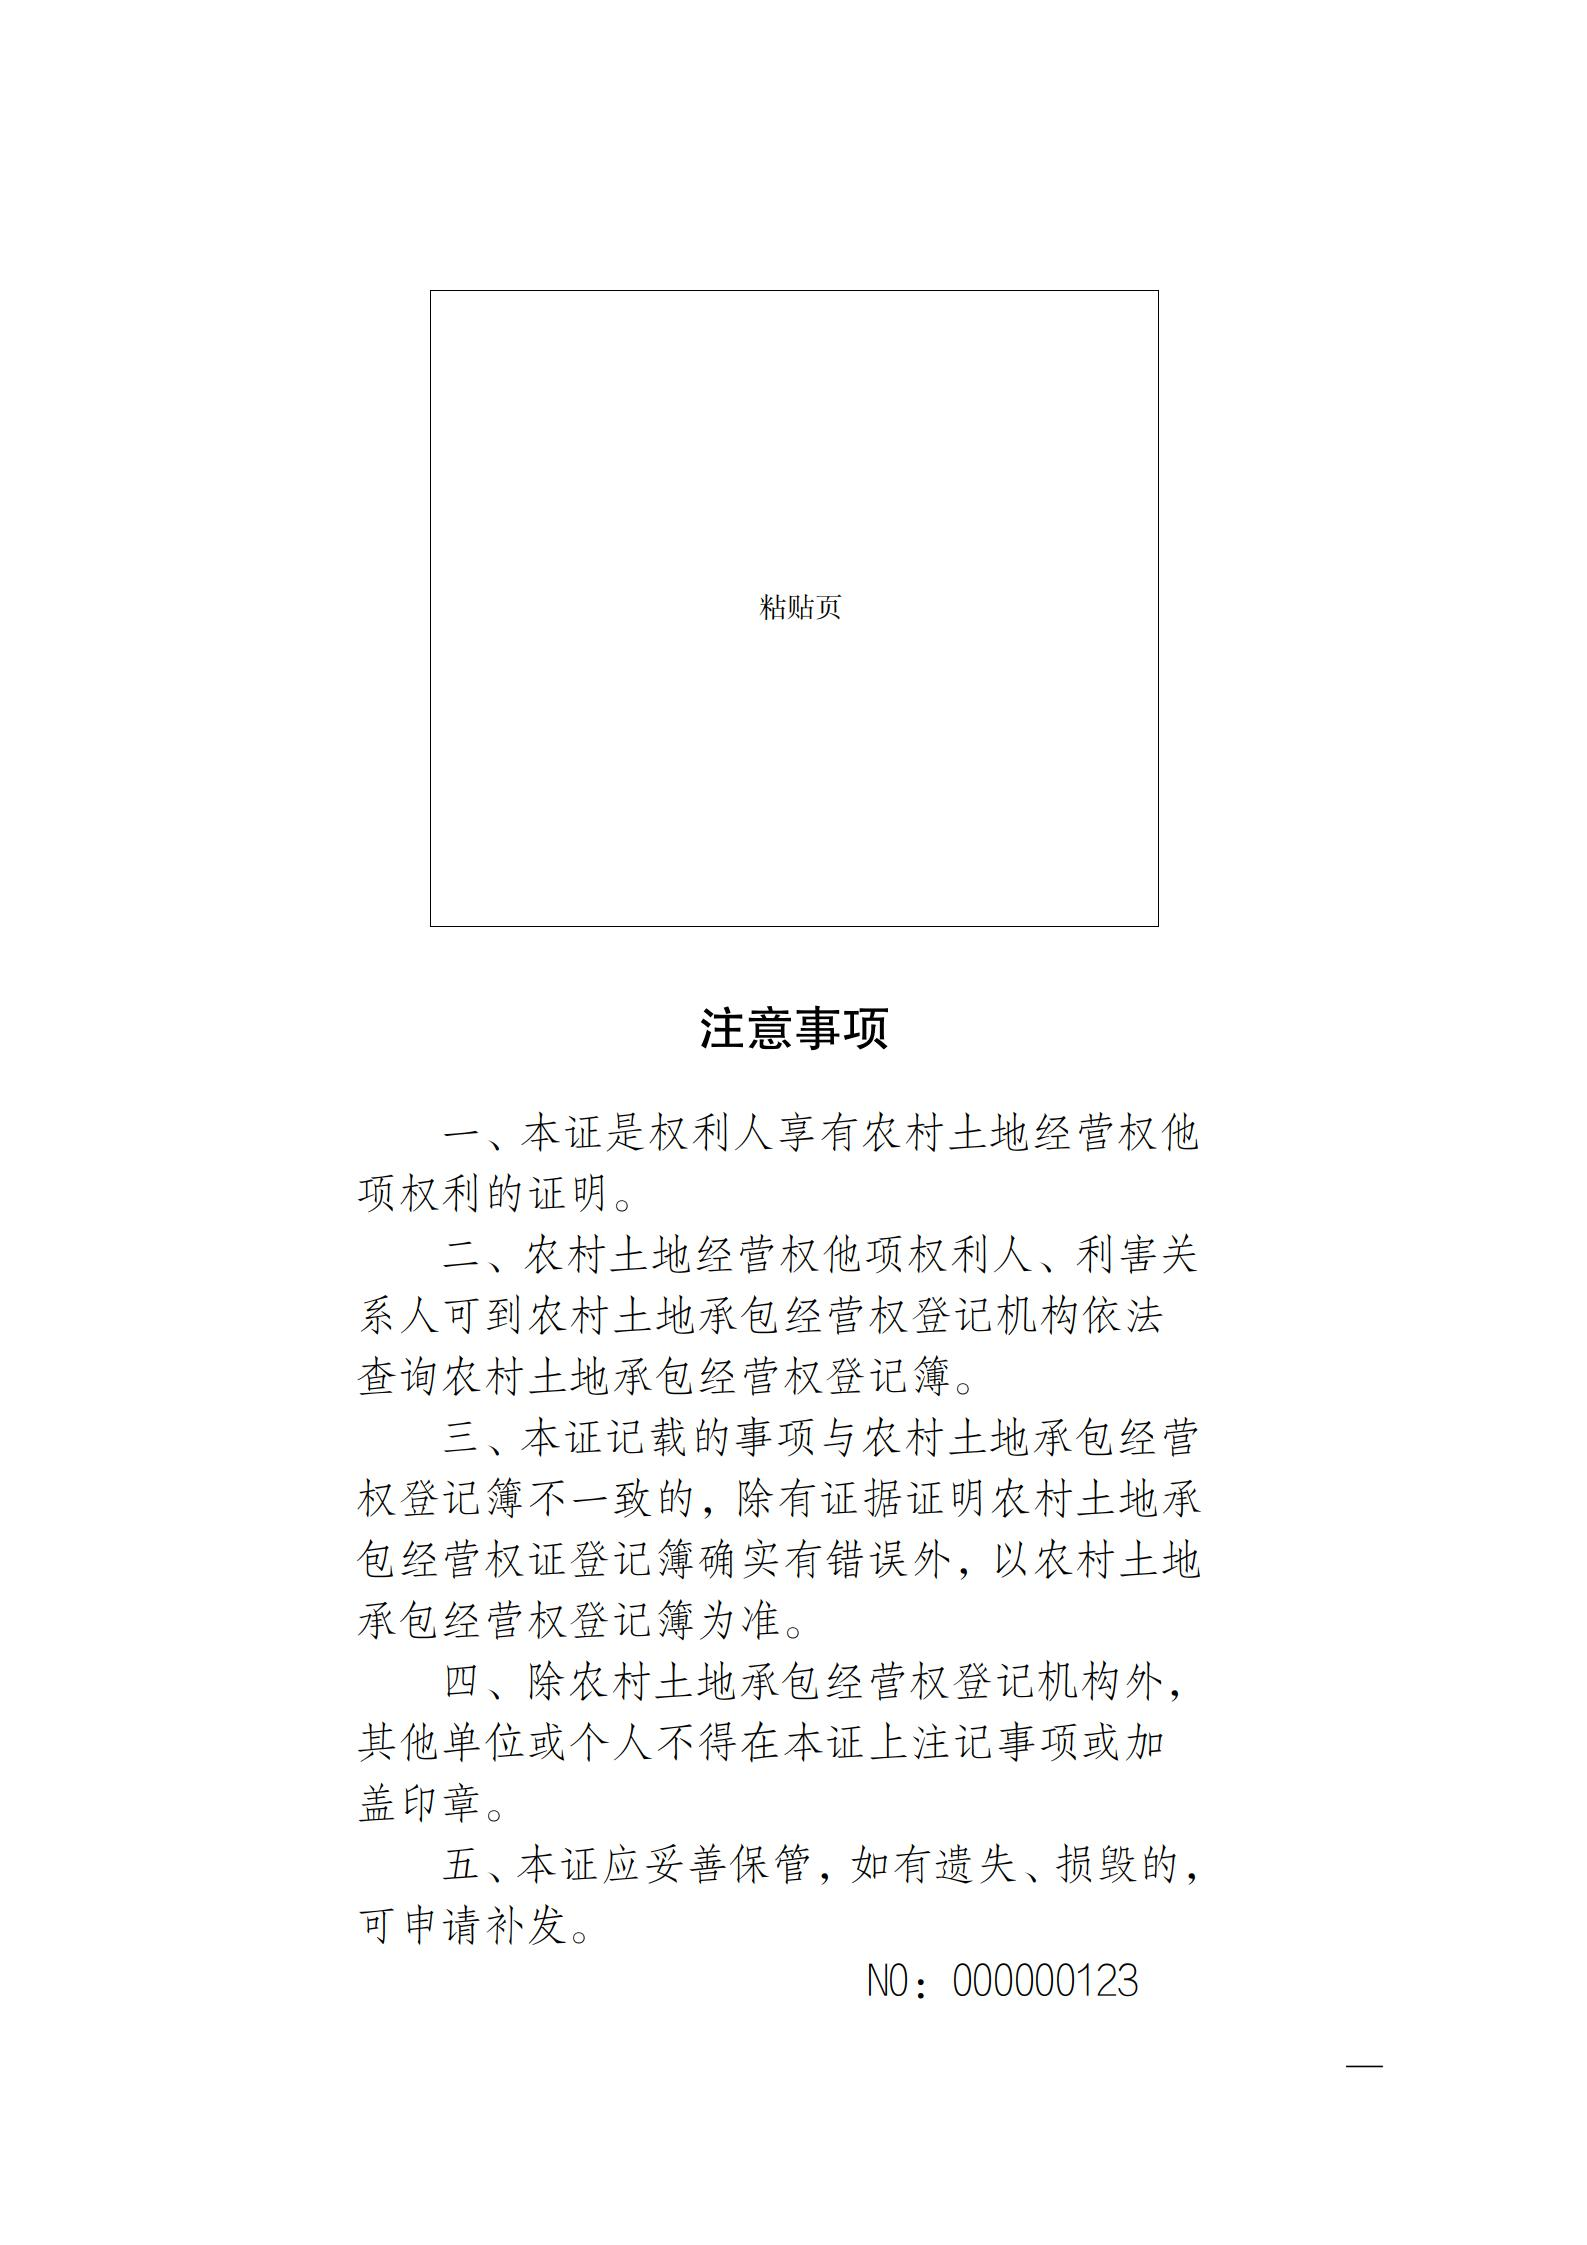 粘贴页
注意事项
一、本证是权利人享有农村土地经营权他
项权利的证明。
二、农村土地经营权他项权利人、利害关
系人可到农村土地承包经营权登记机构依法
查询农村土地承包经营权登记簿。
三、本证记载的事项与农村土地承包经营
权登记簿不一致的，除有证据证明农村土地承
包经营权证登记簿确实有错误外，以农村土地
承包经营权登记簿为准。
四、除农村土地承包经营权登记机构外，
其他单位或个人不得在本证上注记事项或加
盖印章。
五、本证应妥善保管，如有遗失、损毁的，
可申请补发。
NO：000000123
—